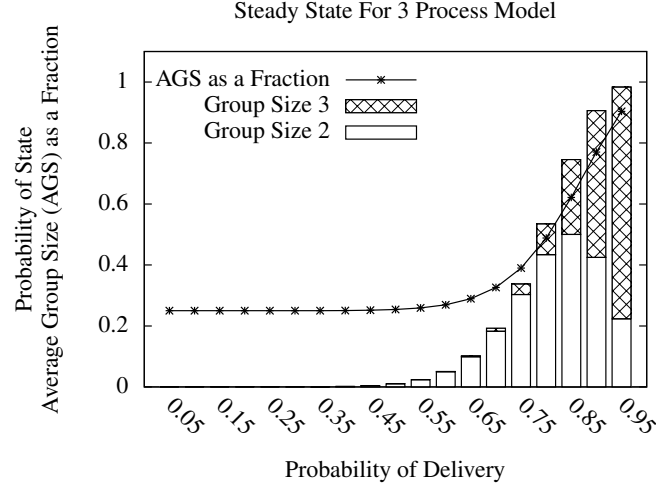 Steady State For 3 Process Model
Probability of State
Average Group Size (AGS) as a Fraction
1
0.8
0.6
0.4
0.2
0
AGS as a Fraction
Group Size 3
Group Size 2
0.05
0.15
0.25
0.35
0.45
0.55
0.65
0.75
0.85
0.95
Probability of Delivery